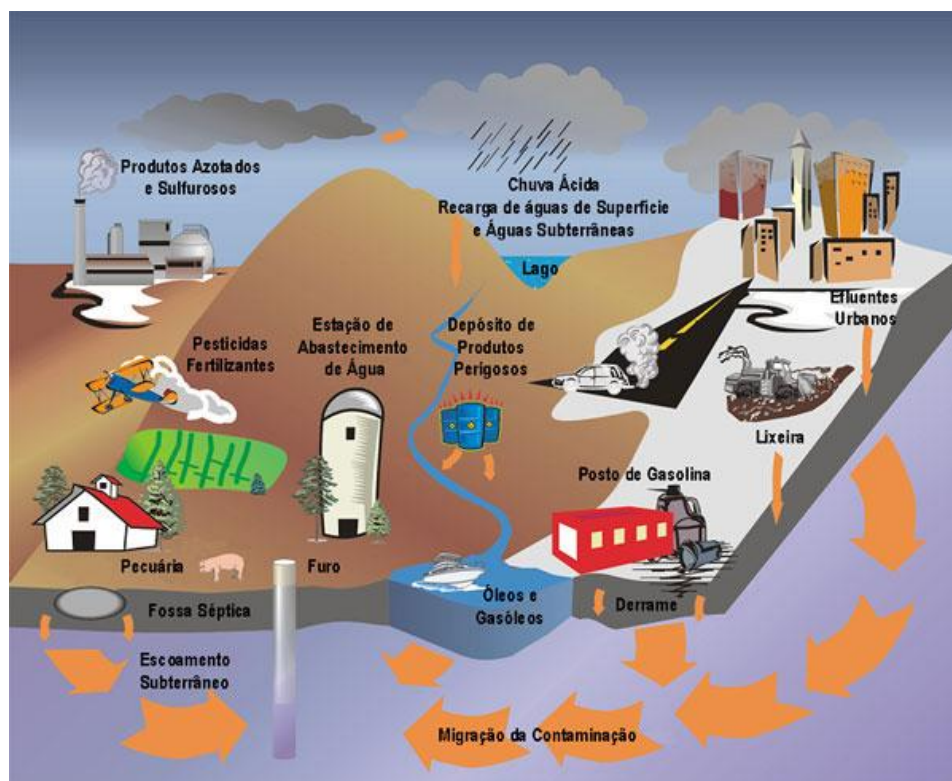 Produtos Azotados
e Sulfurosos
Chuva Ácida
Recarga de águas de Superfície
e Águas Subterrâneas
Lago
Efluentes
Urbanos
Pesticidas
Fertilizantes
Estação de
Abastecimento
de Água
Depósito de
Produtos
Perigosos
Lixeira
Posto de Gasolina
Pecuária
Furo
Fossa Séptica
Óleos e
Gasóleos
Derrame
Escoamento
Subterrâneo
Migração da Contaminação